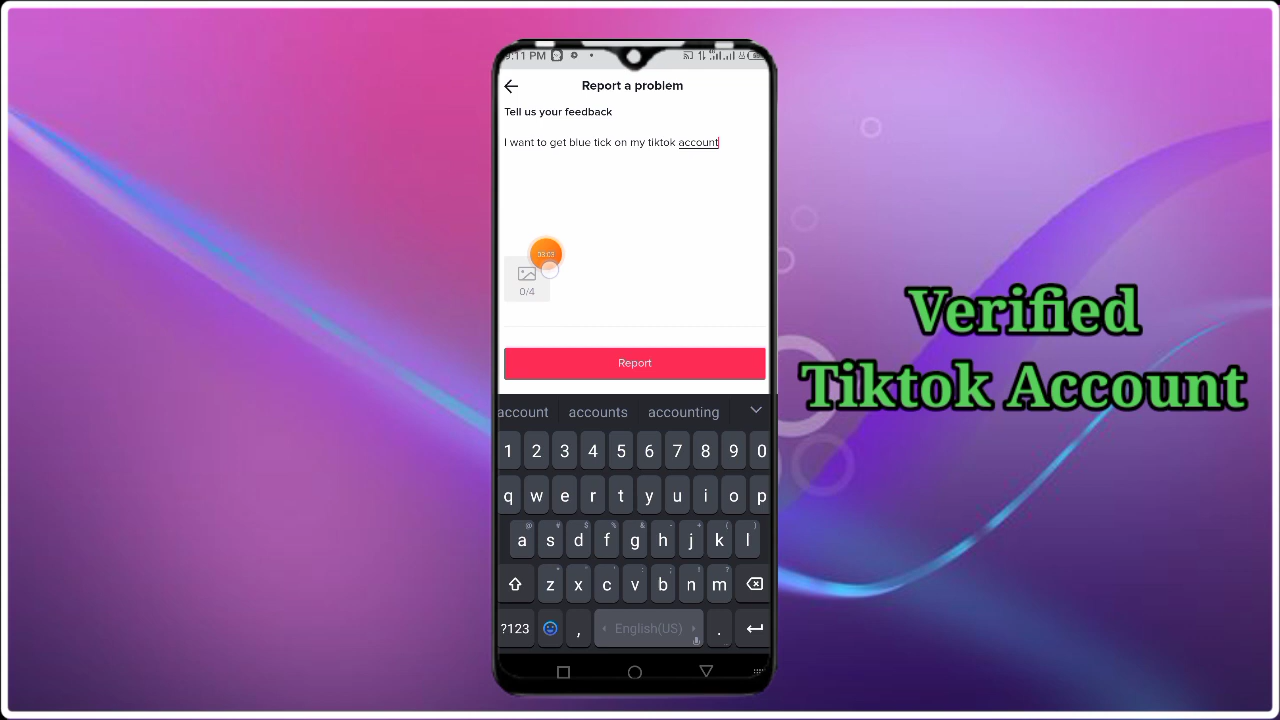 :11 PM
Report a problem
Tell us your feedback
I want to get blue tick on my tiktok account
03:03
0/4
Report
account accounts accounting
1 2 3 4 5 6 7 8 9 0
q w e r t y u i o p
a s d f g h j k l
z x c v b n m
?123 , English(US) .
Verified
Tiktok Account